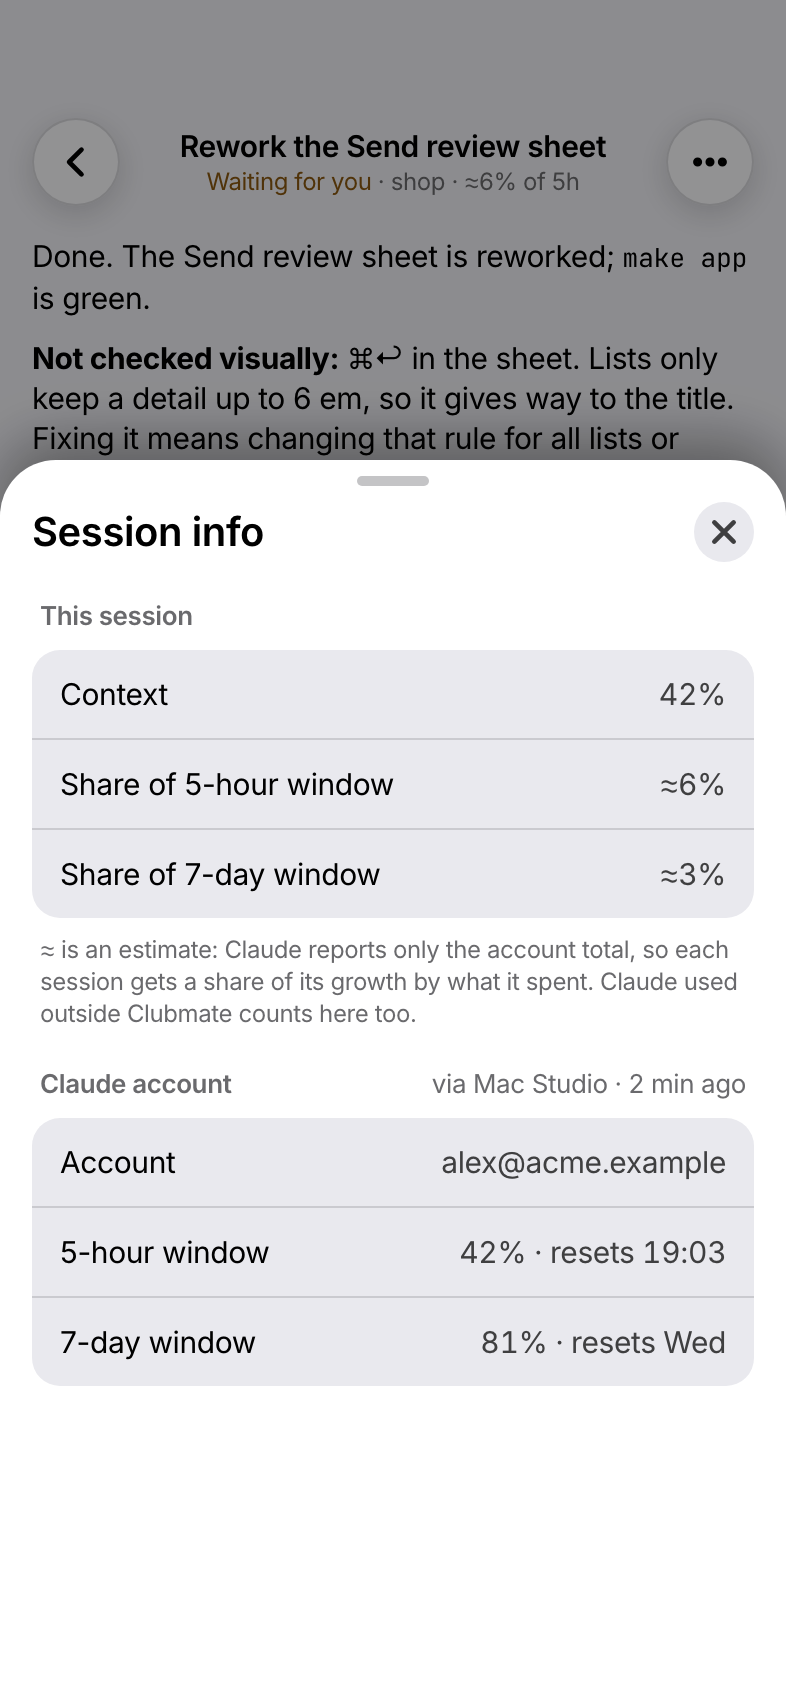 Rework the Send review sheet
Waiting for you · shop · ≈6% of 5h
Done. The Send review sheet is reworked; make app
is green.
Not checked visually: ⌘↩ in the sheet. Lists only
keep a detail up to 6 em, so it gives way to the title.
Fixing it means changing that rule for all lists or
Session info
This session
Context 42%
Share of 5-hour window ≈6%
Share of 7-day window ≈3%
≈ is an estimate: Claude reports only the account total, so each
session gets a share of its growth by what it spent. Claude used
outside Clubmate counts here too.
Claude account via Mac Studio · 2 min ago
Account alex@acme.example
5-hour window 42% · resets 19:03
7-day window 81% · resets Wed